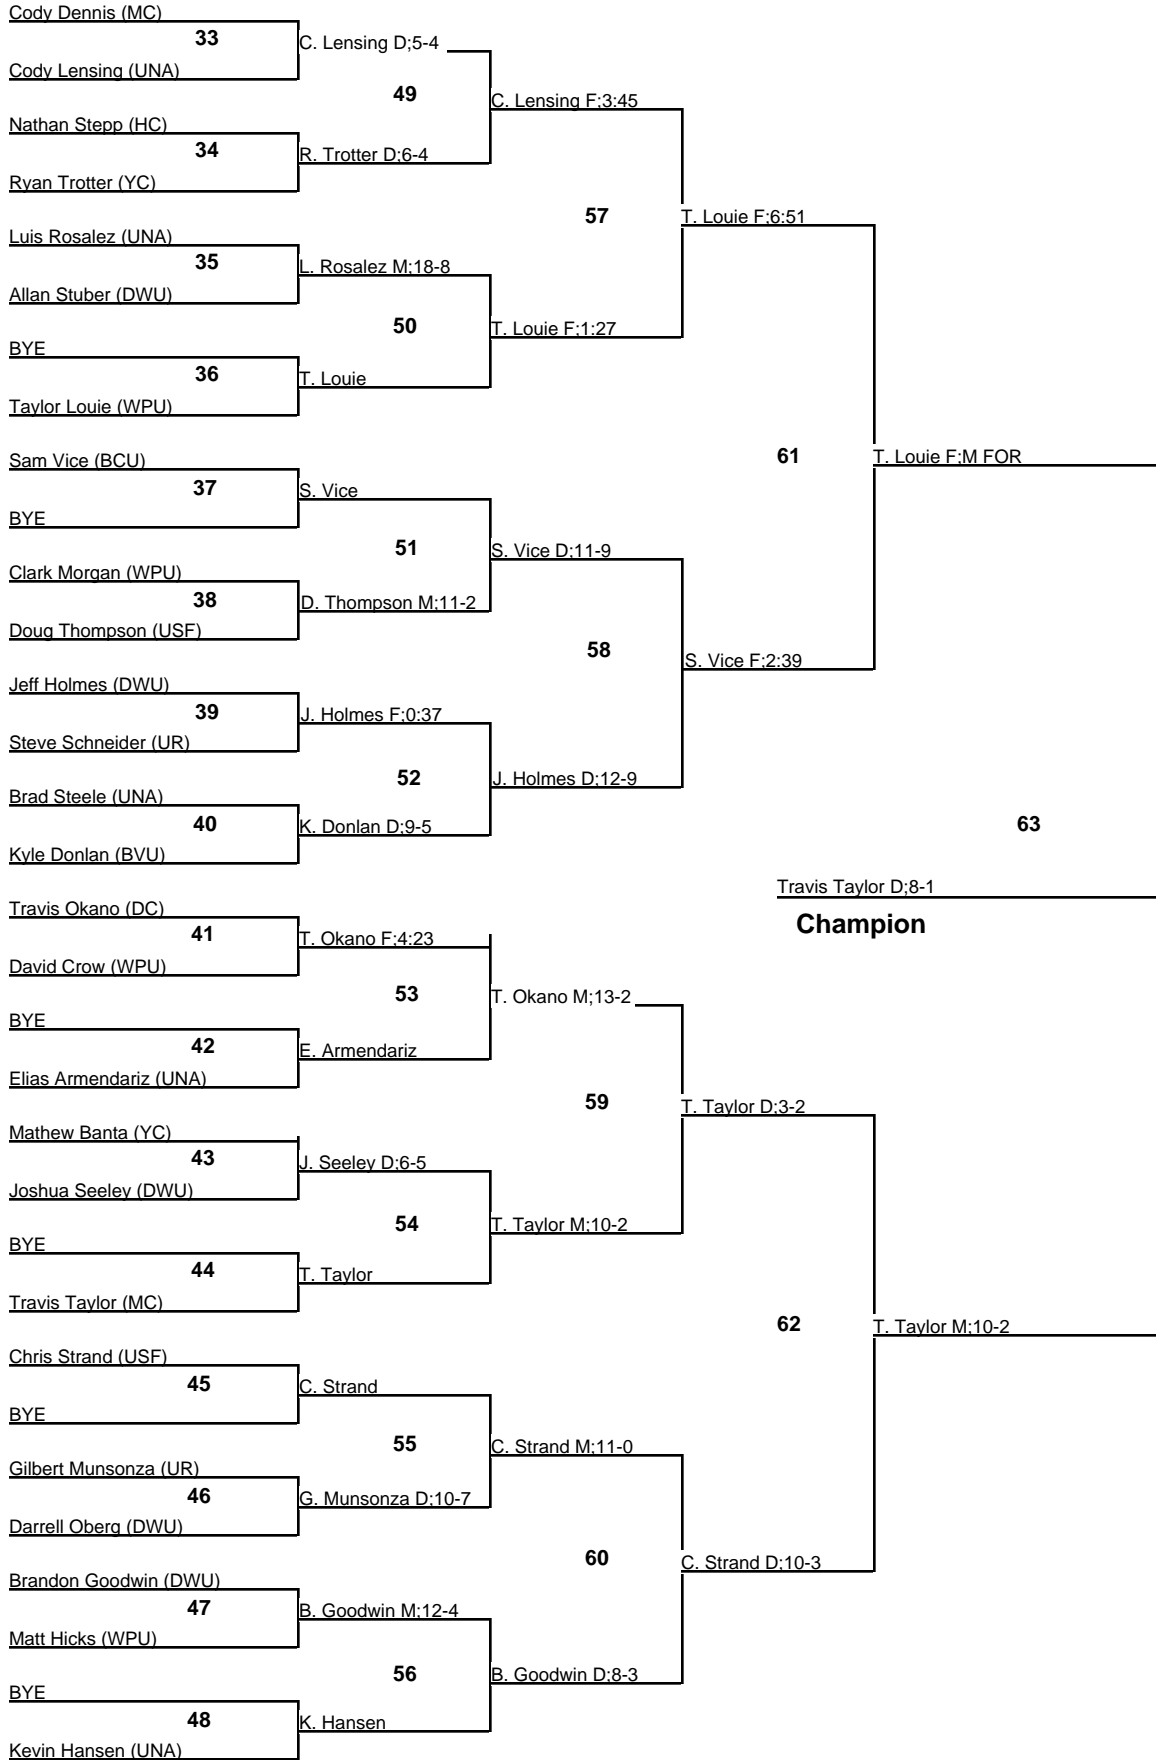 Cody Dennis (MC)
33
C. Lensing D;5-4
Cody Lensing (UNA)
49
C. Lensing F;3:45
Nathan Stepp (HC)
34
R. Trotter D;6-4
Ryan Trotter (YC)
57
T. Louie F;6:51
Luis Rosalez (UNA)
35
L. Rosalez M;18-8
Allan Stuber (DWU)
50
T. Louie F;1:27
BYE
36
T. Louie
Taylor Louie (WPU)
61
T. Louie F;M FOR
Sam Vice (BCU)
37
S. Vice
BYE
51
S. Vice D;11-9
Clark Morgan (WPU)
38
D. Thompson M;11-2
Doug Thompson (USF)
58
S. Vice F;2:39
Jeff Holmes (DWU)
39
J. Holmes F;0:37
Steve Schneider (UR)
52
J. Holmes D;12-9
Brad Steele (UNA)
40
K. Donlan D;9-5
Kyle Donlan (BVU)
63
Travis Taylor D;8-1
Champion
Travis Okano (DC)
41
T. Okano F;4:23
David Crow (WPU)
53
T. Okano M;13-2
BYE
42
E. Armendariz
Elias Armendariz (UNA)
59
T. Taylor D;3-2
Mathew Banta (YC)
43
J. Seeley D;6-5
Joshua Seeley (DWU)
54
T. Taylor M;10-2
BYE
44
T. Taylor
Travis Taylor (MC)
62
T. Taylor M;10-2
Chris Strand (USF)
45
C. Strand
BYE
55
C. Strand M;11-0
Gilbert Munsonza (UR)
46
G. Munsonza D;10-7
Darrell Oberg (DWU)
60
C. Strand D;10-3
Brandon Goodwin (DWU)
47
B. Goodwin M;12-4
Matt Hicks (WPU)
56
B. Goodwin D;8-3
BYE
48
K. Hansen
Kevin Hansen (UNA)